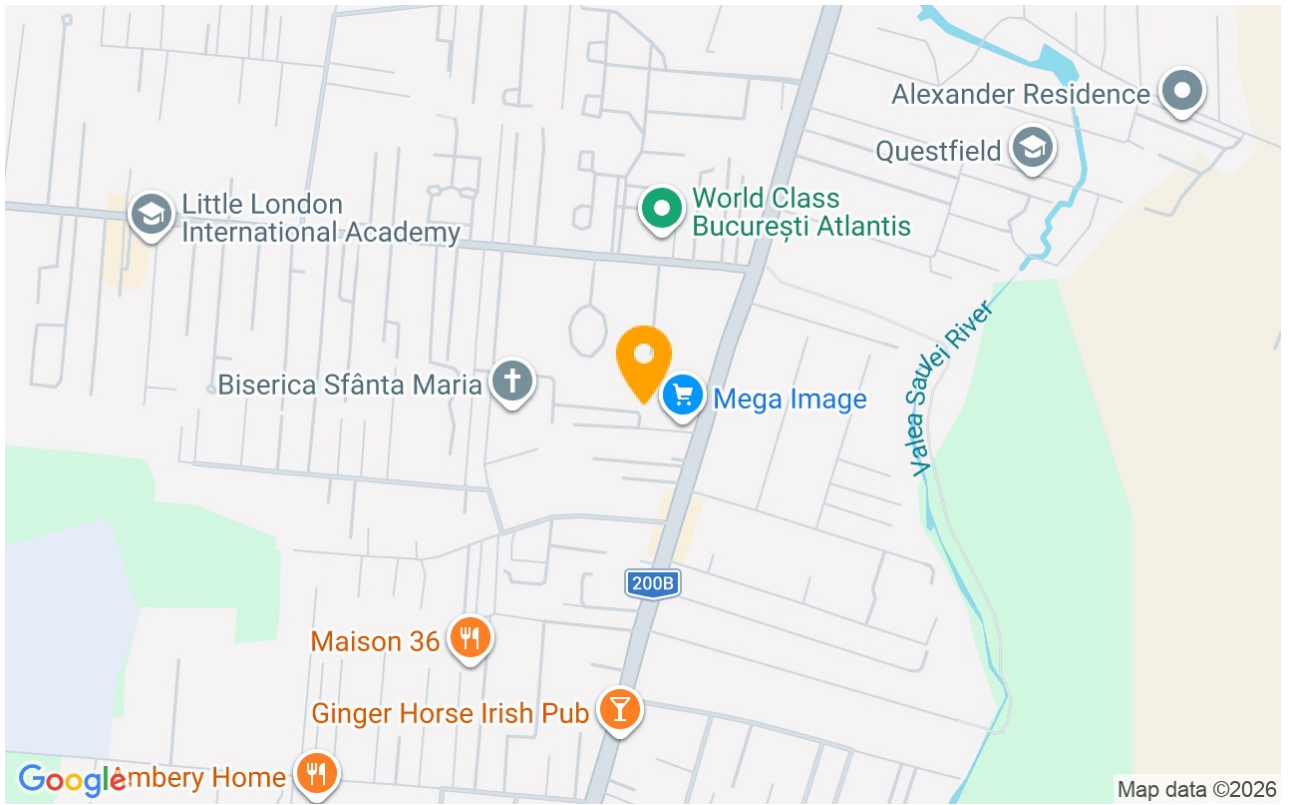 Alexander Residence
Questfield
World Class
București Atlantis
Little London
International Academy
Valea Saulei River
Biserica Sfânta Maria
Mega Image
200B
Maison 36
Ginger Horse Irish Pub
Ambery Home
Google
Map data ©2026